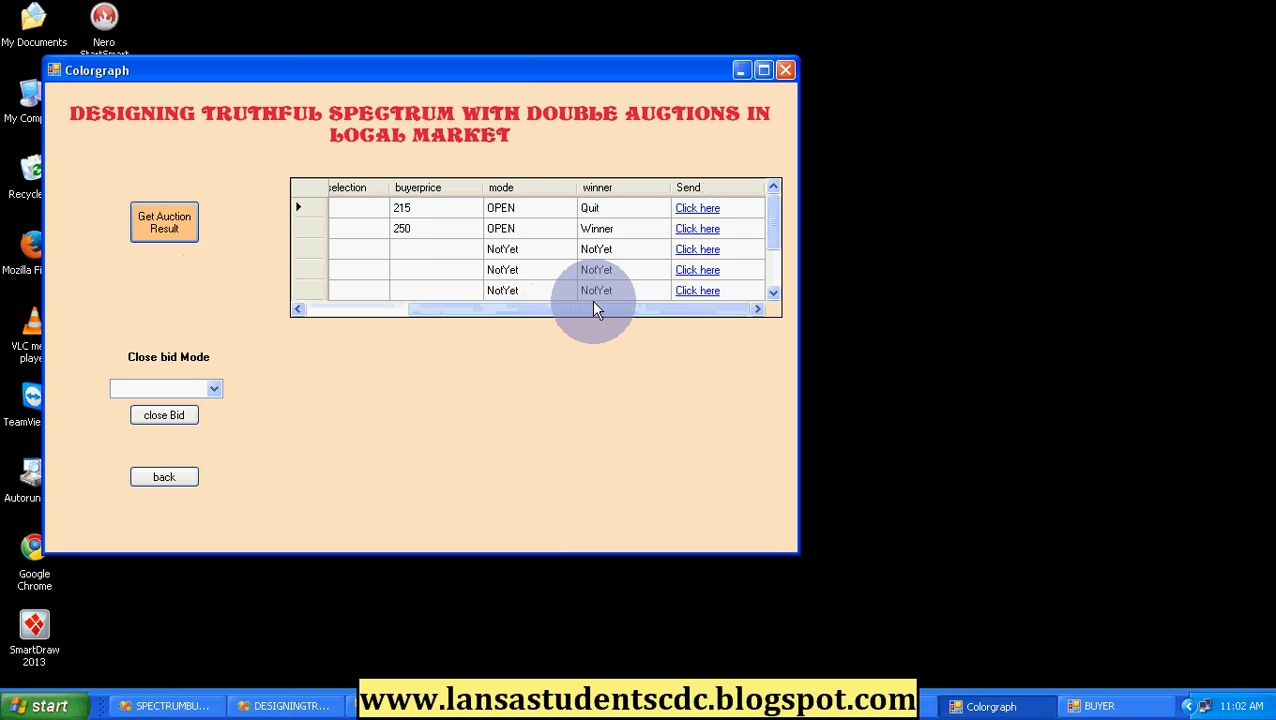 My Documents
Nero
StartSmart
Colorgraph
DESIGNING TRUTHFUL SPECTRUM WITH DOUBLE AUCTIONS IN
LOCAL MARKET
My Comp
Recycle
Mozilla Fi
VLC me
playe
TeamVie
Autorun
Google
Chrome
SmartDraw
2013
Get Auction
Result
selection buyerprice mode winner Send
215 OPEN Quit Click here
250 OPEN Winner Click here
NotYet NotYet Click here
NotYet NotYet Click here
NotYet NotYet Click here
Close bid Mode
close Bid
back
www.lansastudentscdc.blogspot.com
start SPECTRUMBU... DESIGNINGTR... Colorgraph BUYER 11:02 AM